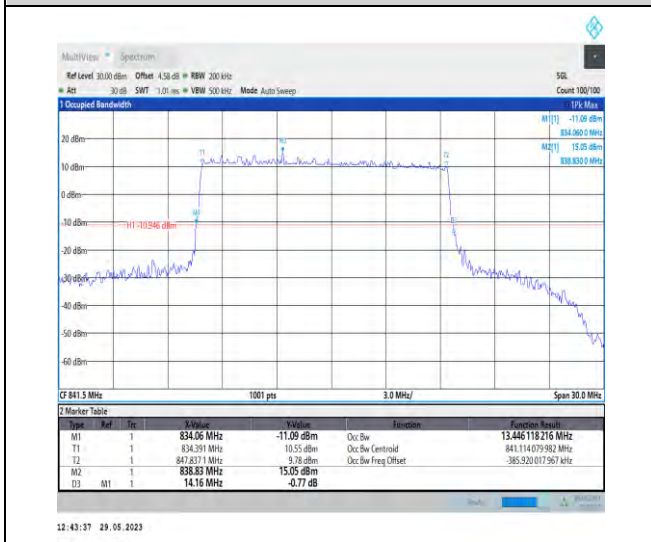 MultiView Spectrum
Ref Level 30.00 dBm Offset 4.58 dB RBW 200 kHz SGL
Att 30 dB SWT 1.01 ms VBW 500 kHz Mode Auto Sweep Count 100/100
1 Occupied Bandwidth 1Pk Max
M1[1] -11.09 dBm
834.060 0 MHz
M2[1] 15.05 dBm
838.830 0 MHz
20 dBm
M2
T1
T2
10 dBm
0 dBm
M1
-10 dBm
H1 -10.946 dBm
-20 dBm
-30 dBm
-40 dBm
-50 dBm
-60 dBm
CF 841.5 MHz 1001 pts 3.0 MHz/ Span 30.0 MHz
2 Marker Table
Type Ref Trc X-Value Y-Value Function Function Result
M1 1 834.06 MHz -11.09 dBm Occ Bw 13.446 118 216 MHz
T1 1 834.391 MHz 10.55 dBm Occ Bw Centroid 841.114 079 982 MHz
T2 1 847.837 1 MHz 9.78 dBm Occ Bw Freq Offset -385.920 017 967 kHz
M2 1 838.83 MHz 15.05 dBm
D3 M1 1 14.16 MHz -0.77 dB
12:43:37 29.05.2023